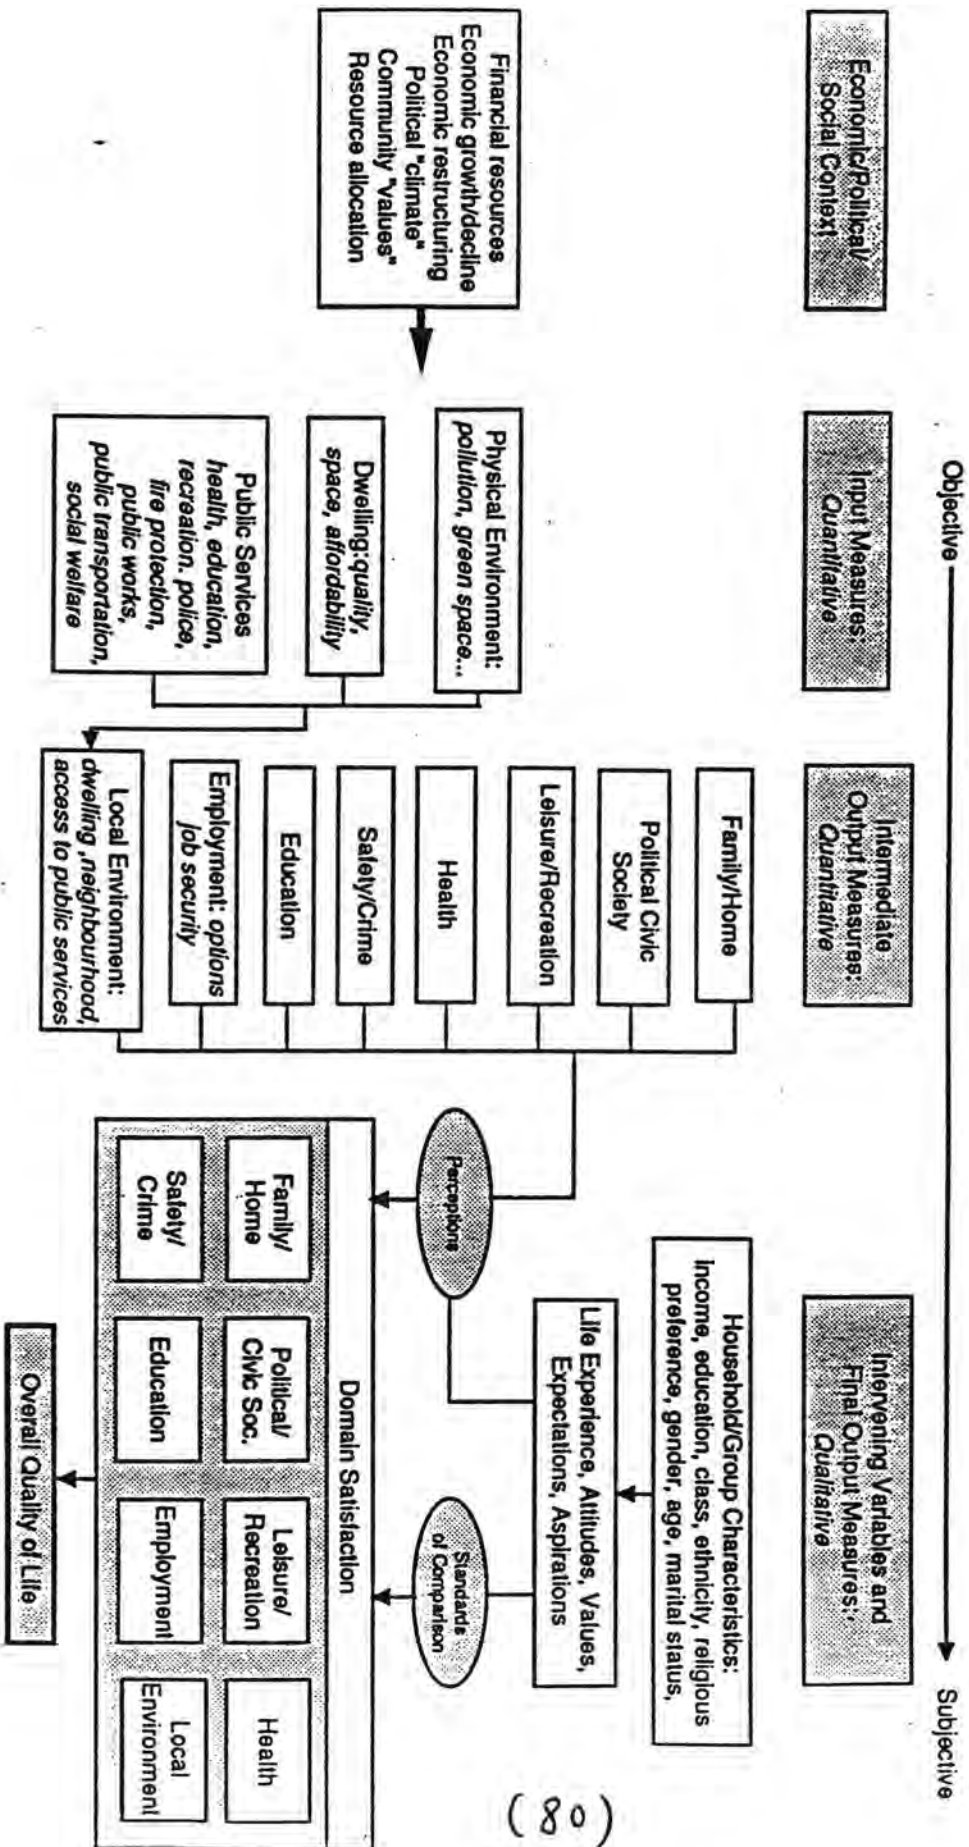 Objective
Subjective
Economic/Political/
Social Context
Input Measures:
Quantitative
Intermediate
Output Measures:
Quantitative
Intervening Variables and
Final Output Measures:
Qualitative
Financial resources
Economic growth/decline
Economic restructuring
Political "climate"
Community "values"
Resource allocation
Physical Environment:
pollution, green space...
Dwelling:quality,
space, affordability
Public Services
health, education,
recreation. police,
fire protection,
public works,
public transportation,
social welfare
Family/Home
Political Civic
Society
Leisure/Recreation
Health
Safety/Crime
Education
Employment: options
job security
Local Environment:
dwelling ,neighbourhood,
access to public services
Household/Group Characteristics:
income, education, class, ethnicity, religious
preference, gender, age, marital status,
Life Experience, Attitudes, Values,
Expectations, Aspirations
Perceptions
Standards
of Comparison
Domain Satisfaction
Family/
Home
Political/
Civic Soc.
Leisure/
Recreation
Health
Safety/
Crime
Education
Employment
Local
Environment
Overall Quality of Life
(80)